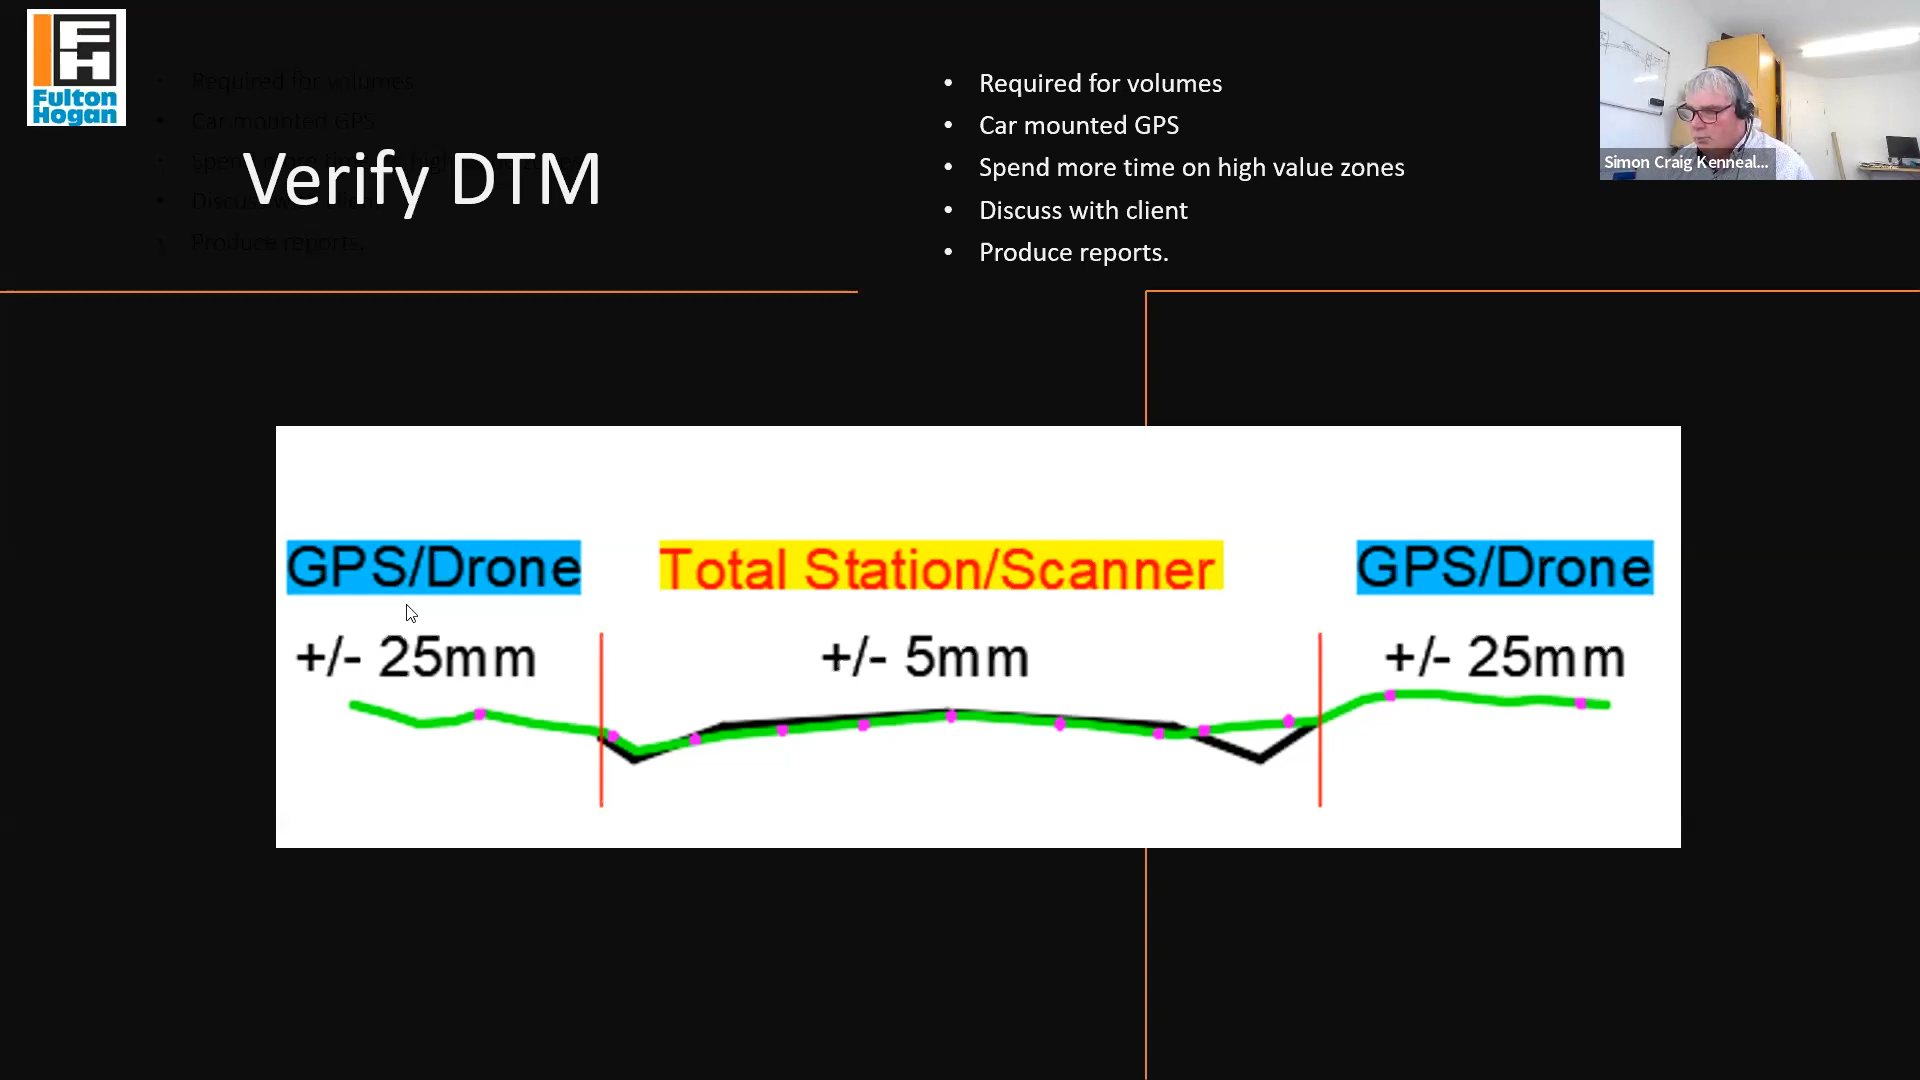 Fulton
Hogan
Verify DTM
Required for volumes
Car mounted GPS
Spend more time on high value zones
Discuss with client
Produce reports.
• Required for volumes
• Car mounted GPS
• Spend more time on high value zones
• Discuss with client
• Produce reports.
Simon Craig Kenneal...
GPS/Drone
Total Station/Scanner
GPS/Drone
+/- 25mm
+/- 5mm
+/- 25mm